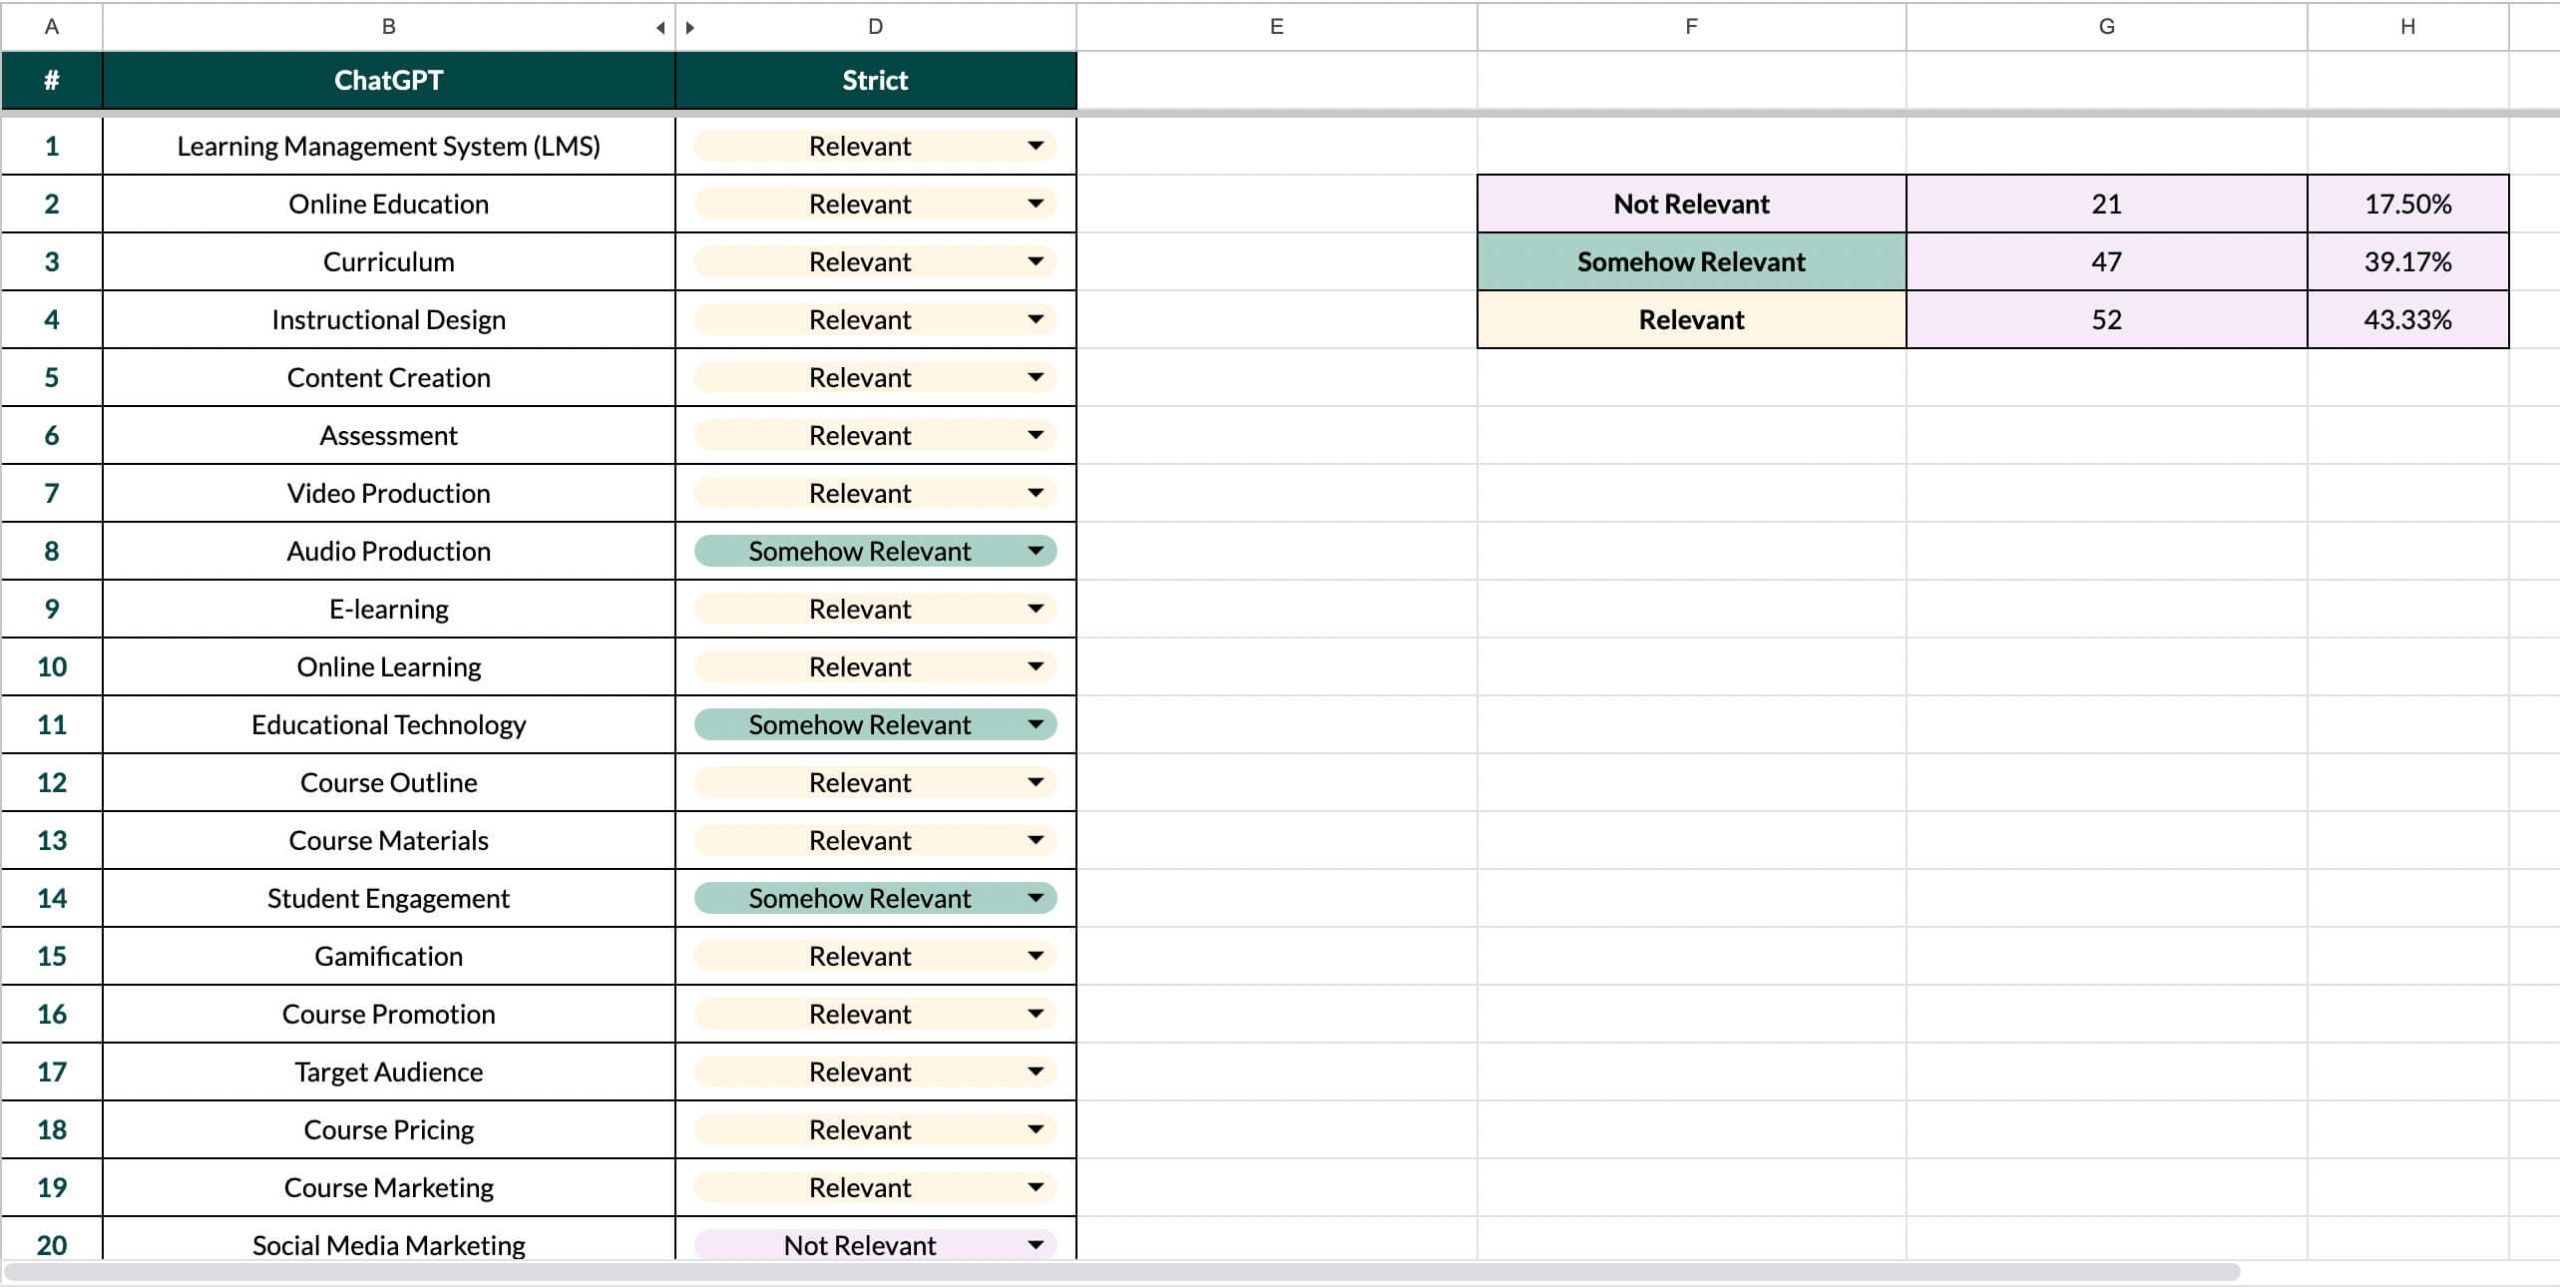 A B D E F G H
# ChatGPT Strict
1 Learning Management System (LMS) Relevant
2 Online Education Relevant Not Relevant 21 17.50%
3 Curriculum Relevant Somehow Relevant 47 39.17%
4 Instructional Design Relevant Relevant 52 43.33%
5 Content Creation Relevant
6 Assessment Relevant
7 Video Production Relevant
8 Audio Production Somehow Relevant
9 E-learning Relevant
10 Online Learning Relevant
11 Educational Technology Somehow Relevant
12 Course Outline Relevant
13 Course Materials Relevant
14 Student Engagement Somehow Relevant
15 Gamification Relevant
16 Course Promotion Relevant
17 Target Audience Relevant
18 Course Pricing Relevant
19 Course Marketing Relevant
20 Social Media Marketing Not Relevant